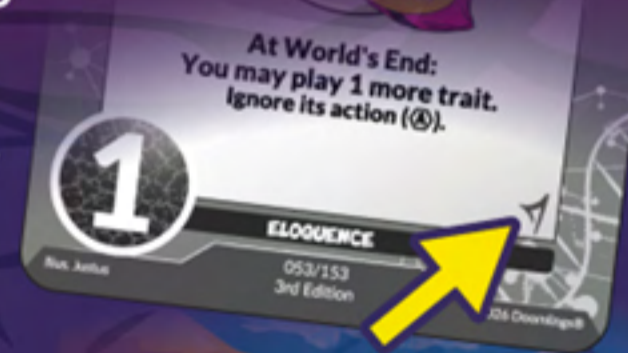 At World's End:
You may play 1 more trait.
Ignore its action (Ⓐ).
1
ELOQUENCE
Justus
053/153
3rd Edition
026 Doomlings®